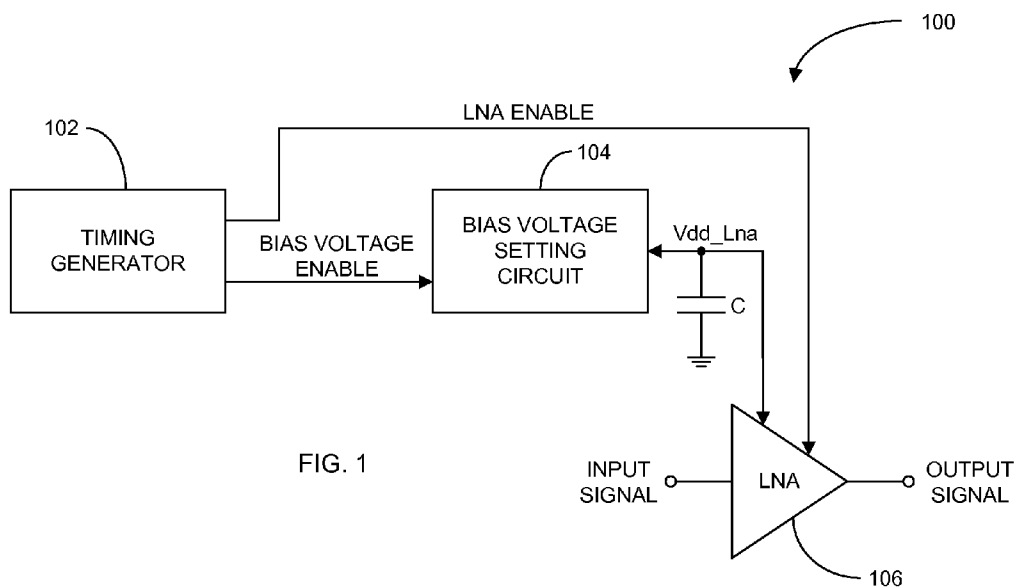 100
LNA ENABLE
102
104
TIMING
GENERATOR
BIAS VOLTAGE
ENABLE
BIAS VOLTAGE
SETTING
CIRCUIT
Vdd_Lna
C
FIG. 1
INPUT
SIGNAL
LNA
OUTPUT
SIGNAL
106